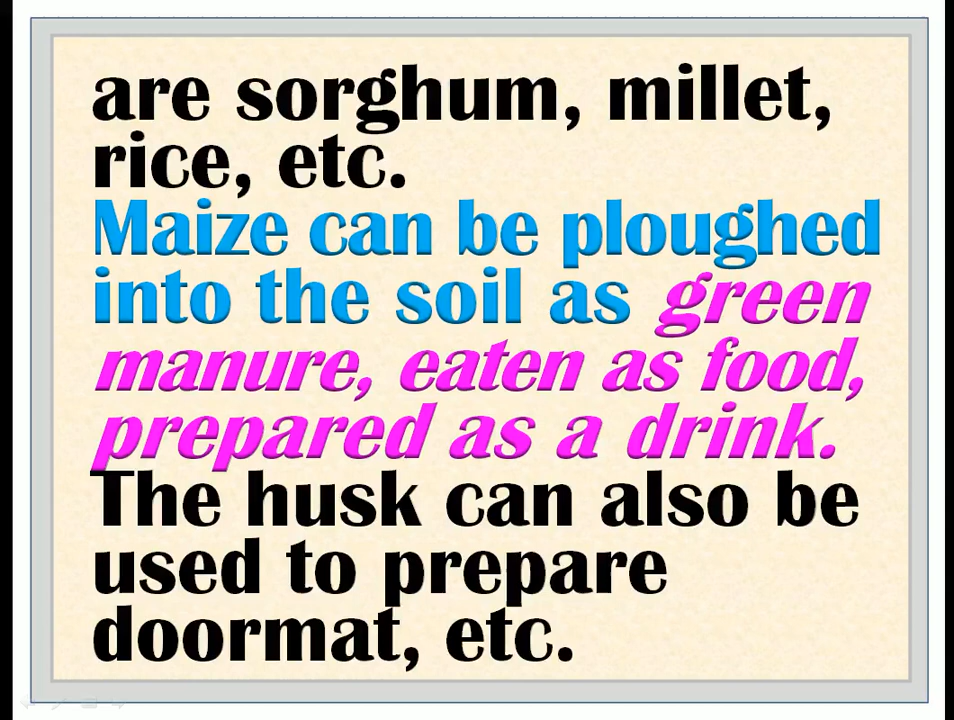 are sorghum, millet,
rice, etc.
Maize can be ploughed
into the soil as green
manure, eaten as food,
prepared as a drink.
The husk can also be
used to prepare
doormat, etc.